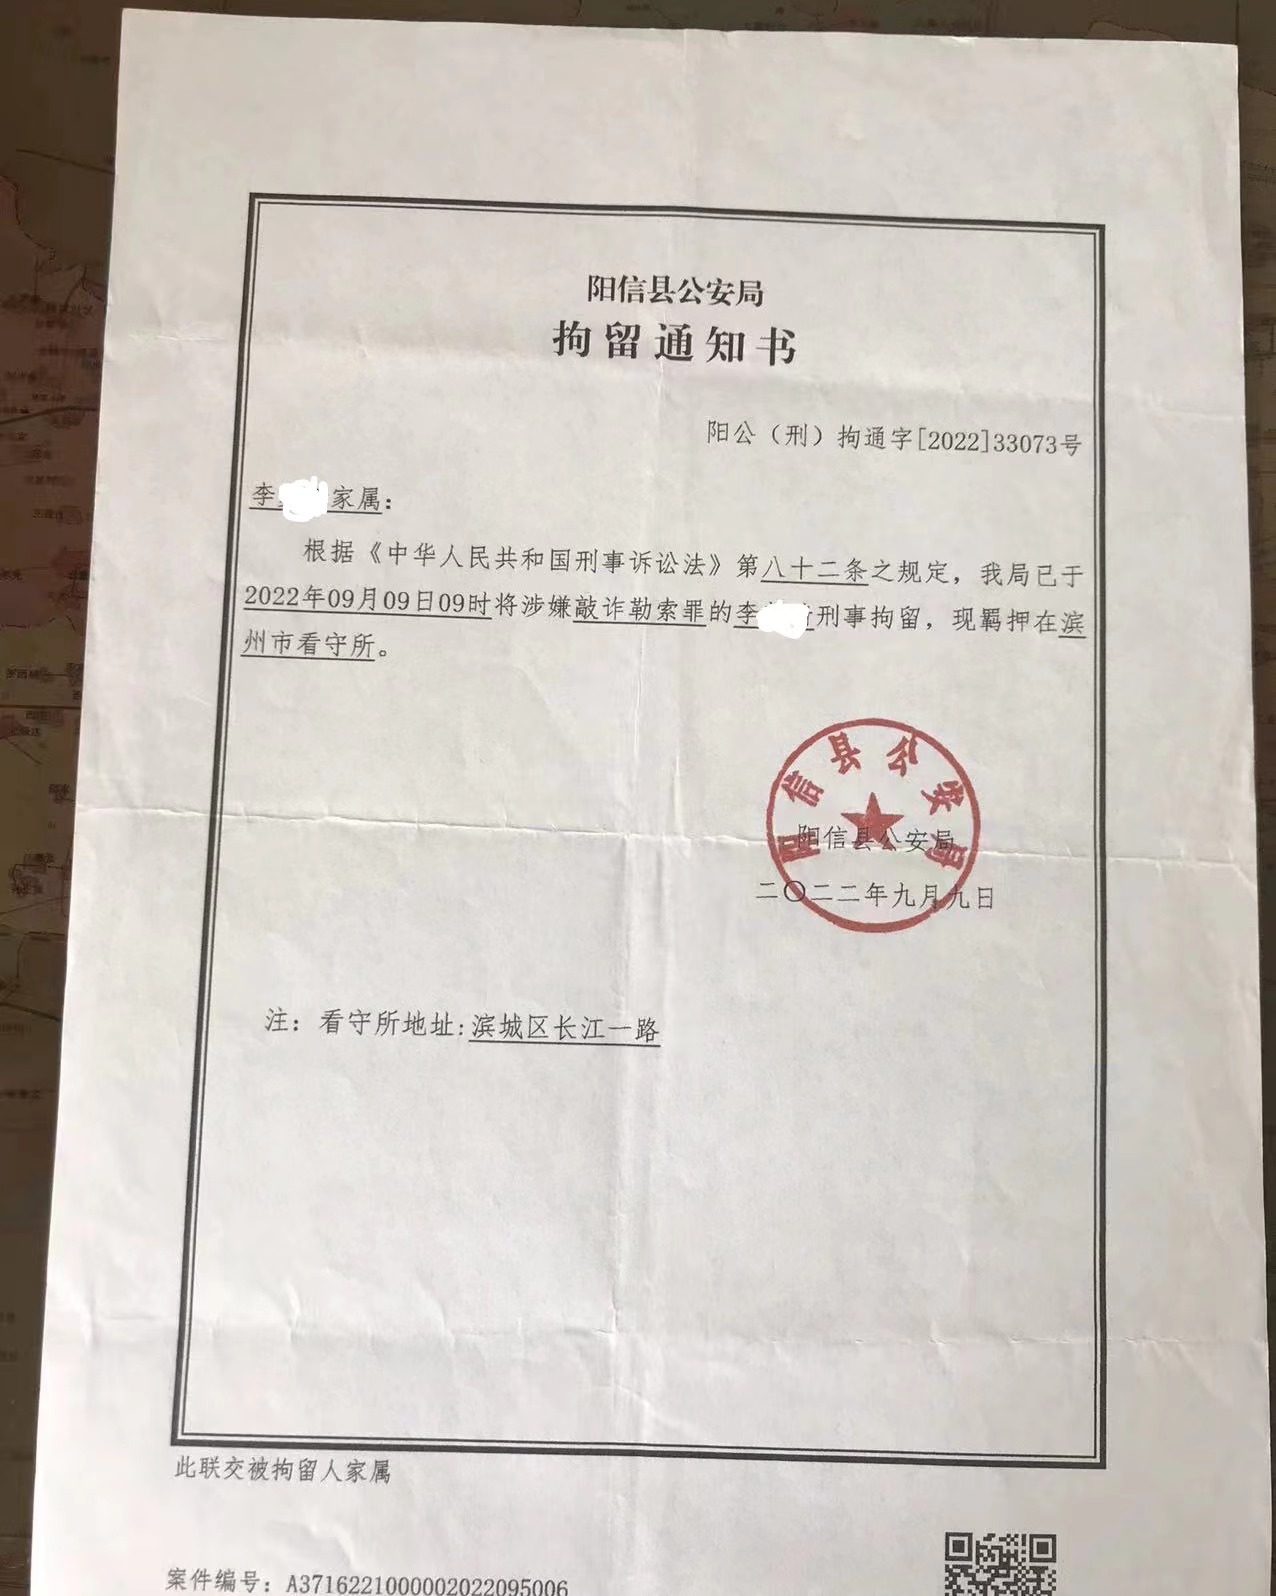 阳信县公安局
拘留通知书
阳公（刑）拘通字[2022]33073号
李 家属：
根据《中华人民共和国刑事诉讼法》第八十二条之规定，我局已于
2022年09月09日09时将涉嫌敲诈勒索罪的李 刑事拘留，现羁押在滨
州市看守所。
阳信县公安局
阳信县公安局
二〇二二年九月九日
注：看守所地址:滨城区长江一路
此联交被拘留人家属
案件编号：A3716221000002022095006